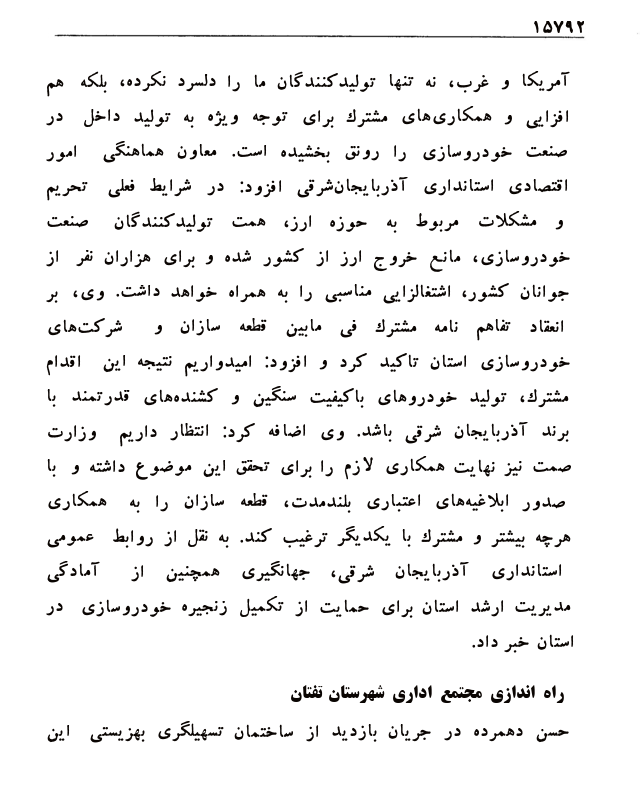 ۱۵۷۹۲
آمریکا و غرب، نه تنها تولیدکنندگان ما را دلسرد نکرده، بلکه هم
افزایی و همکاری‌های مشترك برای توجه ویژه به تولید داخل در
صنعت خودروسازی را رونق بخشیده است. معاون هماهنگی امور
اقتصادی استانداری آذربایجان‌شرقی افزود: در شرایط فعلی تحریم
و مشکلات مربوط به حوزه ارز، همت تولیدکنندگان صنعت
خودروسازی، مانع خروج ارز از کشور شده و برای هزاران نفر از
جوانان کشور، اشتغالزایی مناسبی را به همراه خواهد داشت. وی، بر
انعقاد تفاهم نامه مشترك فی مابین قطعه سازان و شرکت‌های
خودروسازی استان تاکید کرد و افزود: امیدواریم نتیجه این اقدام
مشترك، تولید خودروهای باکیفیت سنگین و کشنده‌های قدرتمند با
برند آذربایجان شرقی باشد. وی اضافه کرد: انتظار داریم وزارت
صمت نیز نهایت همکاری لازم را برای تحقق این موضوع داشته و با
صدور ابلاغیه‌های اعتباری بلندمدت، قطعه سازان را به همکاری
هرچه بیشتر و مشترك با یکدیگر ترغیب کند. به نقل از روابط عمومی
استانداری آذربایجان شرقی، جهانگیری همچنین از آمادگی
مدیریت ارشد استان برای حمایت از تکمیل زنجیره خودروسازی در
استان خبر داد.
راه اندازی مجتمع اداری شهرستان تفتان
حسن دهمرده در جریان بازدید از ساختمان تسهیلگری بهزیستی این